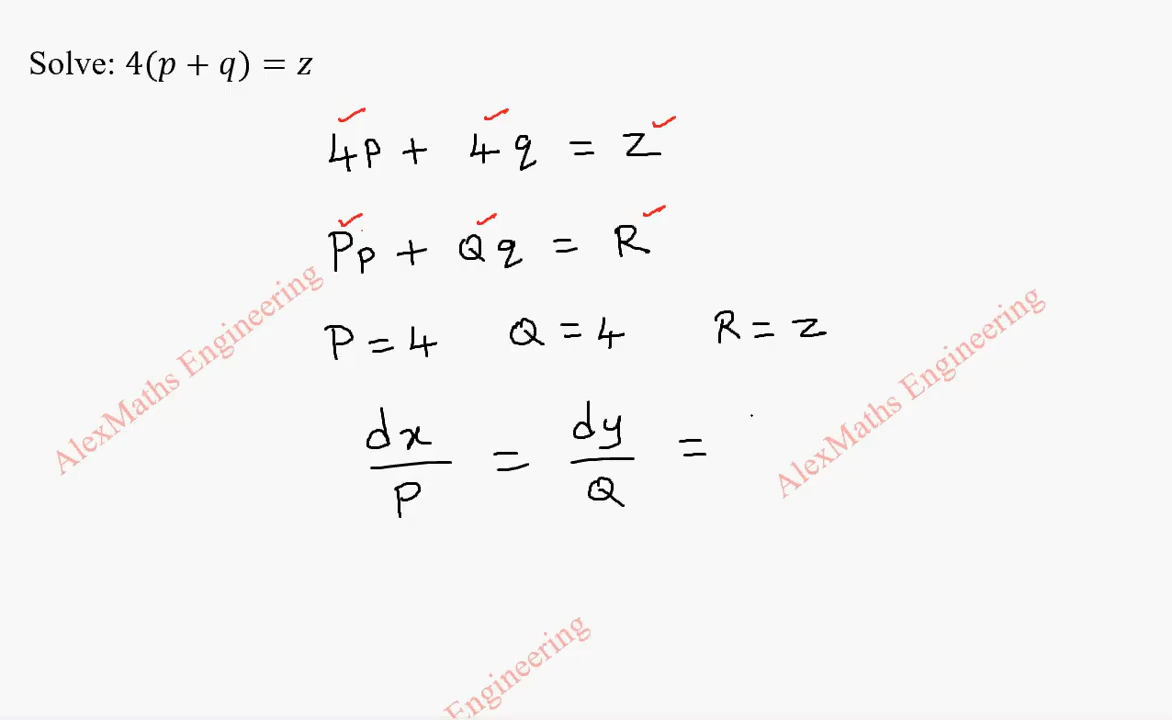 Solve: 4(p + q) = z
4p + 4q = z
Pp + Qq = R
P = 4 Q = 4 R = z
dx/P = dy/Q =
AlexMaths Engineering
AlexMaths Engineering
Engineering